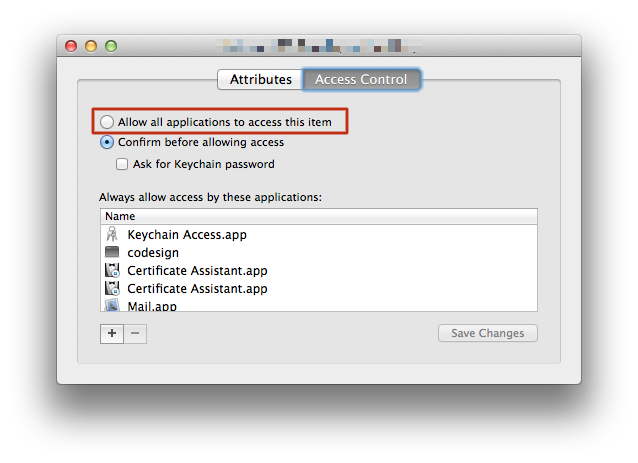 Attributes Access Control
Allow all applications to access this item
Confirm before allowing access
Ask for Keychain password
Always allow access by these applications:
Name
Keychain Access.app
codesign
Certificate Assistant.app
Certificate Assistant.app
Mail.app
+ − Save Changes